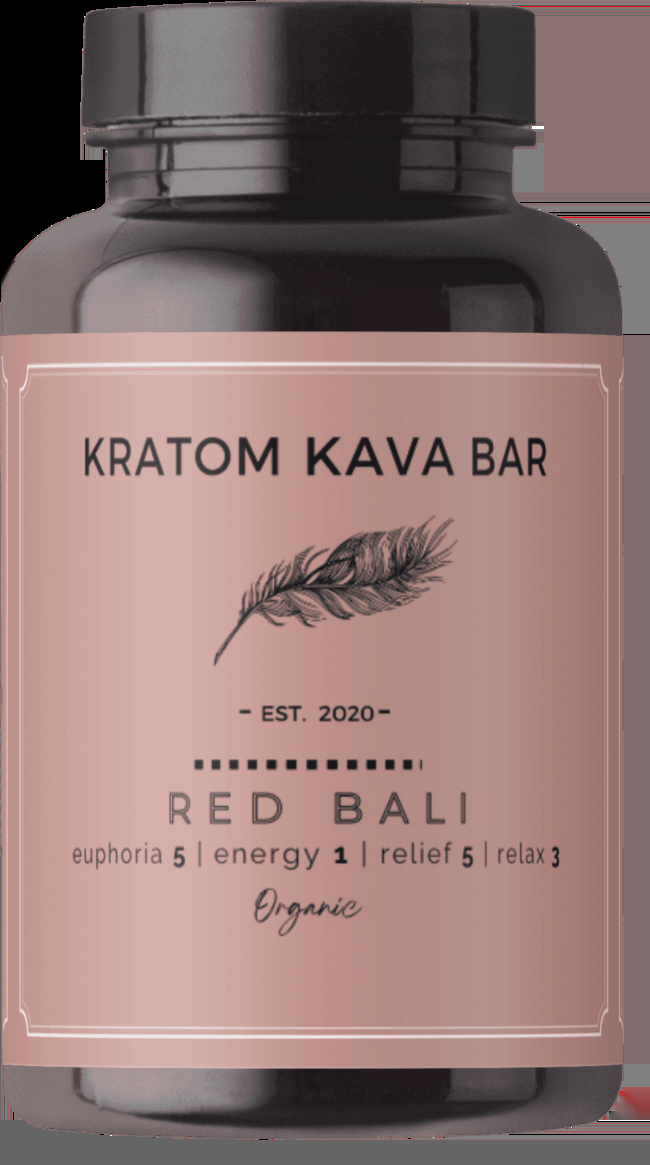 KRATOM KAVA BAR
- EST. 2020 -
RED BALI
euphoria 5 | energy 1 | relief 5 | relax 3
Organic